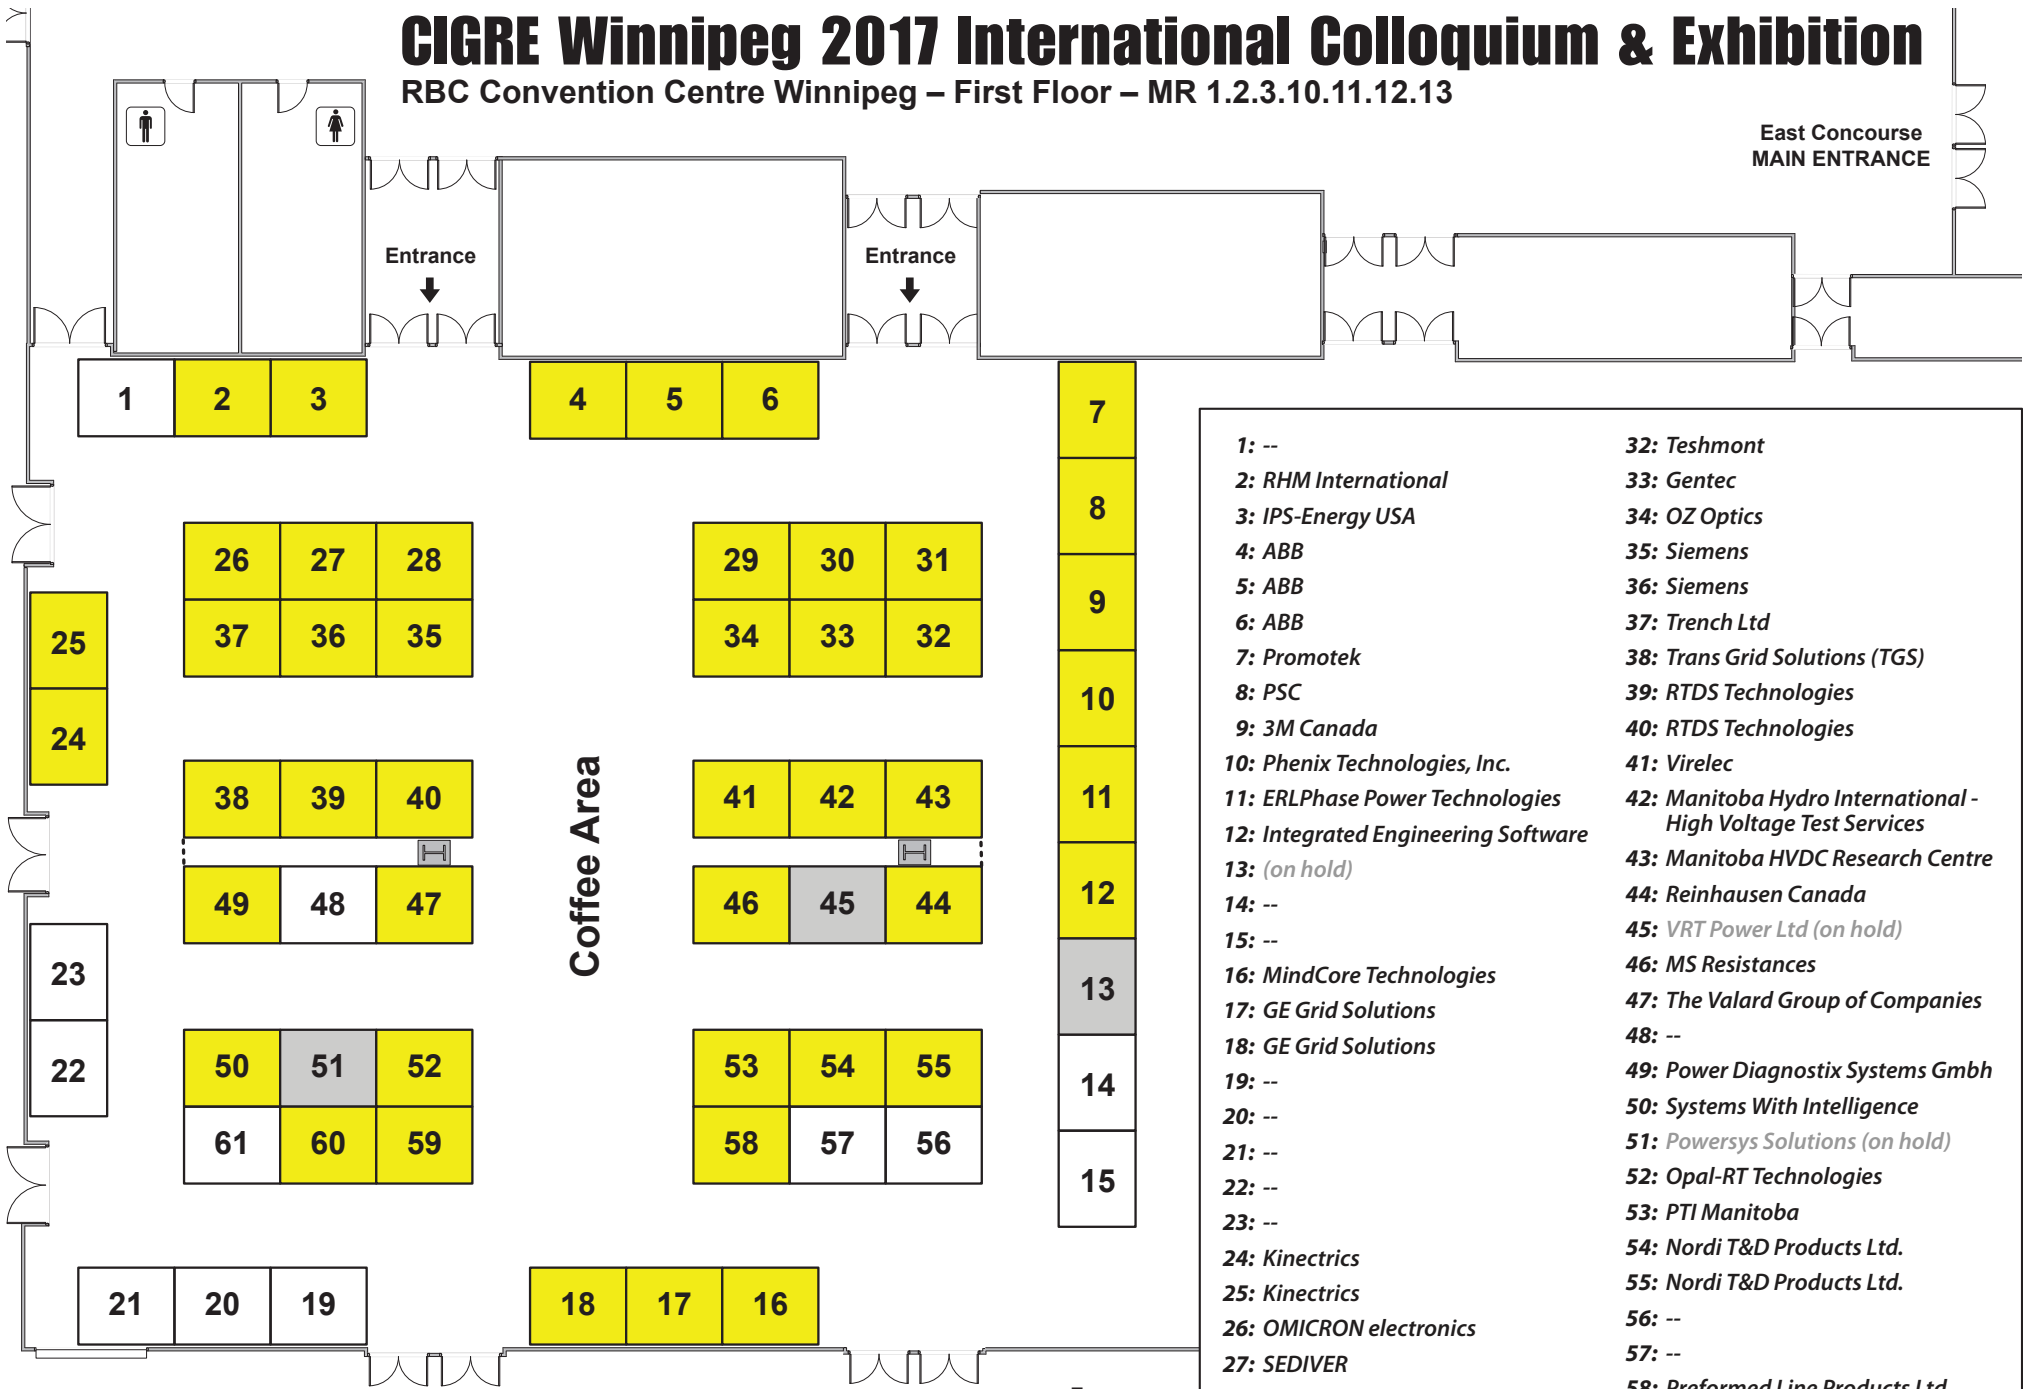 CIGRE Winnipeg 2017 International Colloquium & Exhibition
RBC Convention Centre Winnipeg – First Floor – MR 1.2.3.10.11.12.13
East Concourse
MAIN ENTRANCE
Entrance
Entrance
1 2 3 4 5 6
7
8
9
10
11
12
13
14
15
26 27 28 29 30 31
37 36 35 34 33 32
25
24
38 39 40 41 42 43
49 48 47 46 45 44
Coffee Area
23
22
50 51 52 53 54 55
61 60 59 58 57 56
21 20 19 18 17 16
1: --
2: RHM International
3: IPS-Energy USA
4: ABB
5: ABB
6: ABB
7: Promotek
8: PSC
9: 3M Canada
10: Phenix Technologies, Inc.
11: ERLPhase Power Technologies
12: Integrated Engineering Software
13: (on hold)
14: --
15: --
16: MindCore Technologies
17: GE Grid Solutions
18: GE Grid Solutions
19: --
20: --
21: --
22: --
23: --
24: Kinectrics
25: Kinectrics
26: OMICRON electronics
27: SEDIVER
32: Teshmont
33: Gentec
34: OZ Optics
35: Siemens
36: Siemens
37: Trench Ltd
38: Trans Grid Solutions (TGS)
39: RTDS Technologies
40: RTDS Technologies
41: Virelec
42: Manitoba Hydro International -
High Voltage Test Services
43: Manitoba HVDC Research Centre
44: Reinhausen Canada
45: VRT Power Ltd (on hold)
46: MS Resistances
47: The Valard Group of Companies
48: --
49: Power Diagnostix Systems Gmbh
50: Systems With Intelligence
51: Powersys Solutions (on hold)
52: Opal-RT Technologies
53: PTI Manitoba
54: Nordi T&D Products Ltd.
55: Nordi T&D Products Ltd.
56: --
57: --
58: Preformed Line Products Ltd